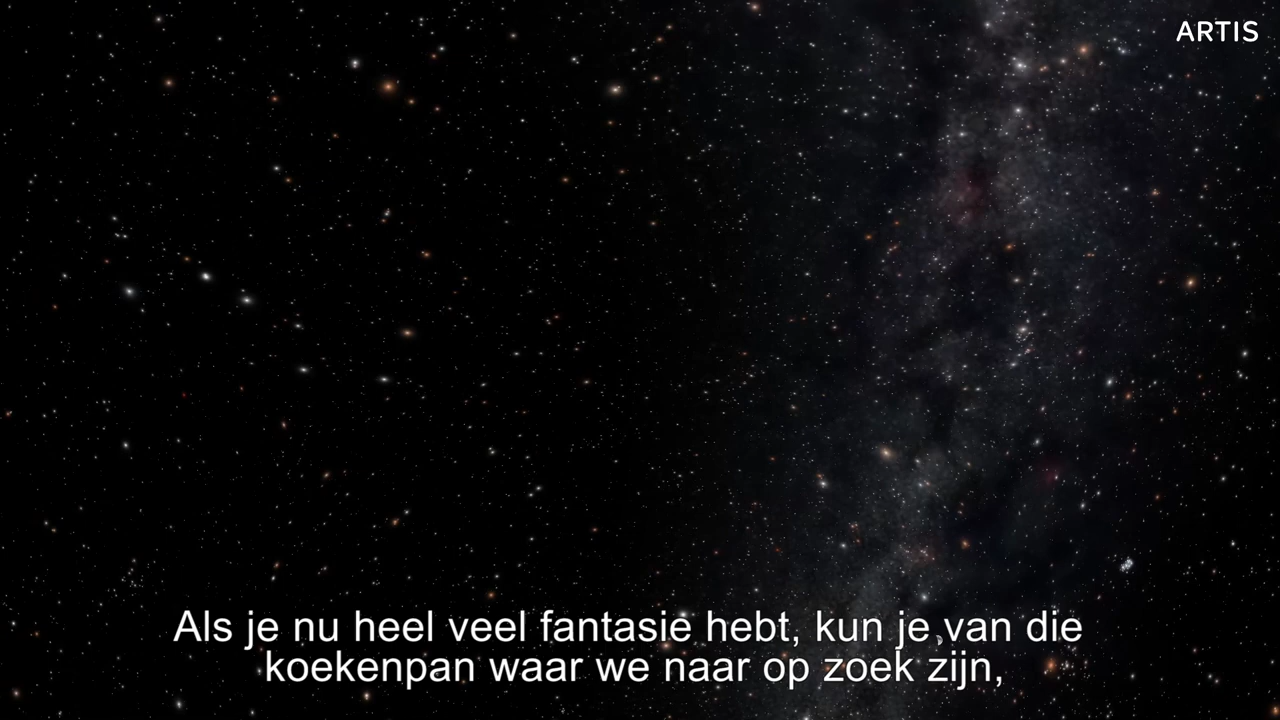 ARTIS
Als je nu heel veel fantasie hebt, kun je van die
koekenpan waar we naar op zoek zijn,